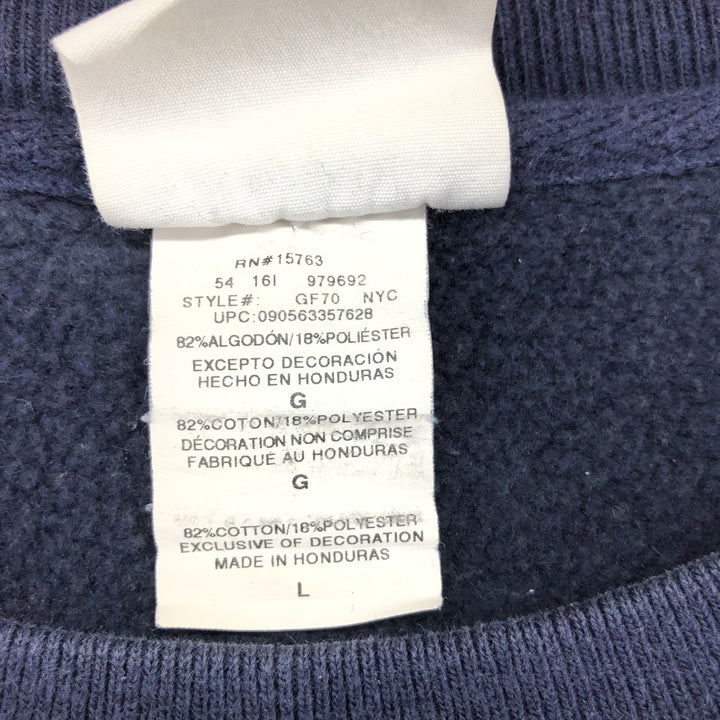 RN#15763
54 16I 979692
STYLE#: GF70 NYC
UPC:090563357628
82%ALGODÓN/18%POLIÉSTER
EXCEPTO DECORACIÓN
HECHO EN HONDURAS
G
82%COTON/18%POLYESTER
DÉCORATION NON COMPRISE
FABRIQUÉ AU HONDURAS
G
82%COTTON/18%POLYESTER
EXCLUSIVE OF DECORATION
MADE IN HONDURAS
L